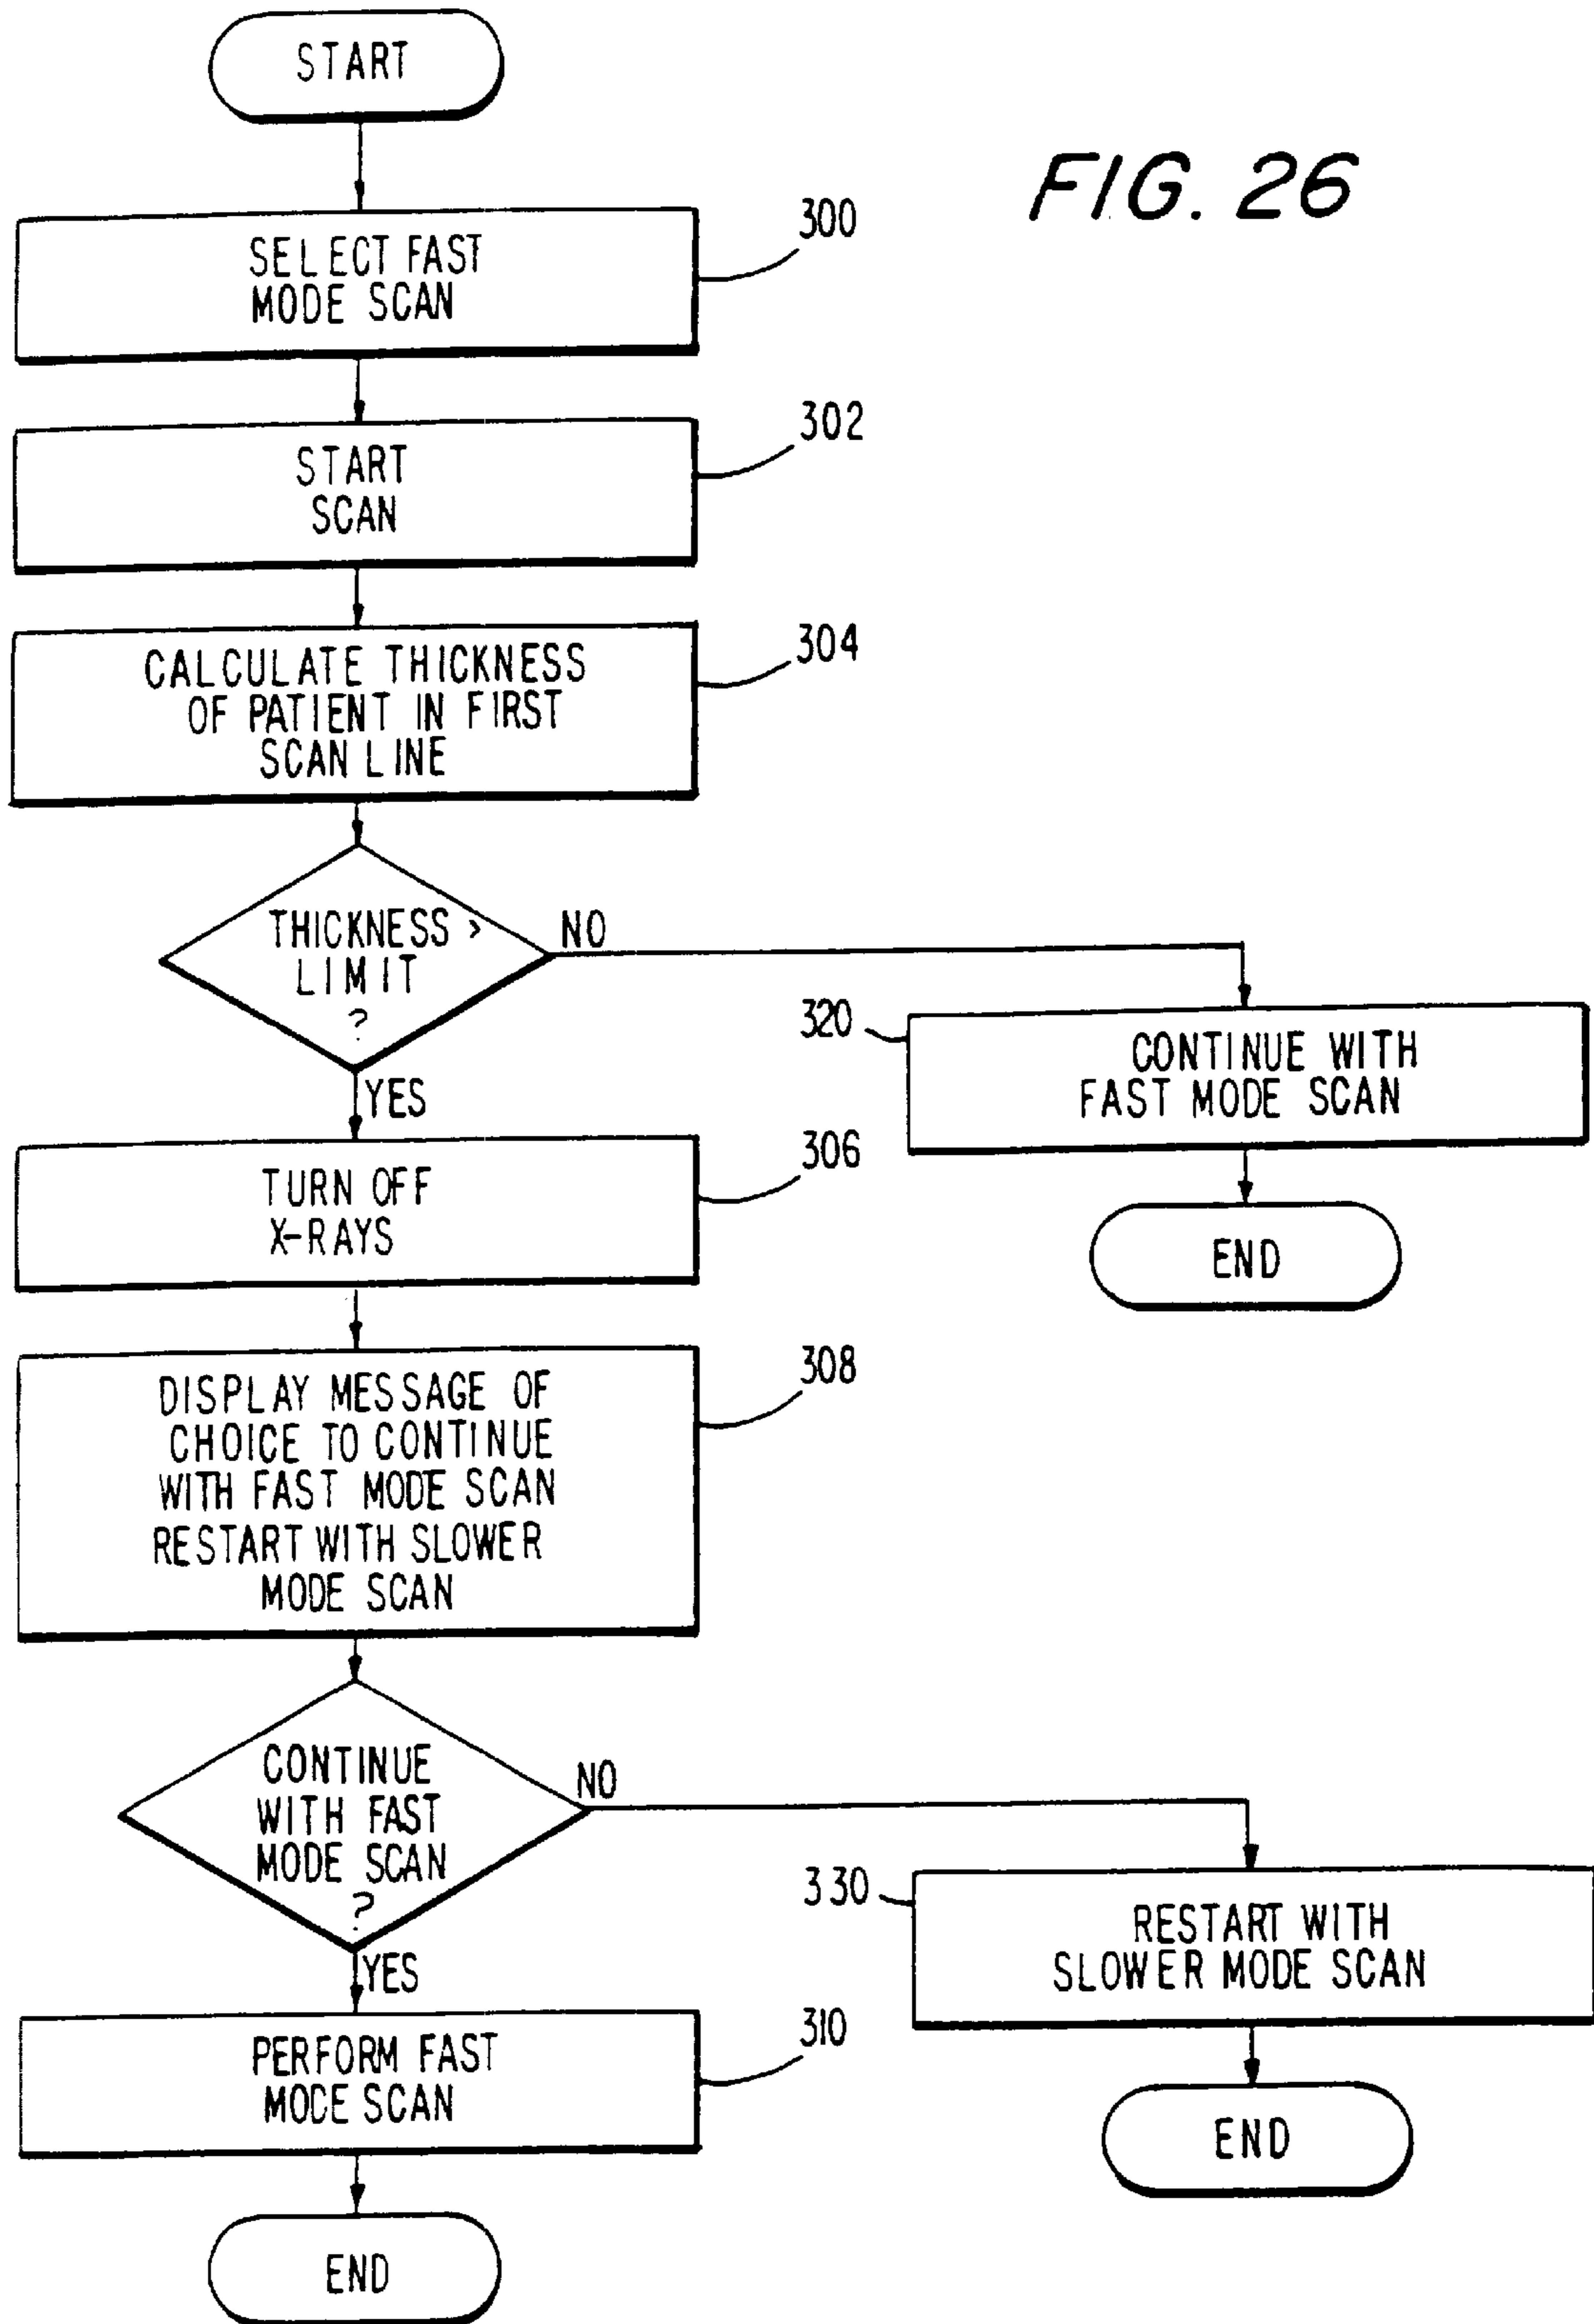 START
FIG. 26
300
SELECT FAST
MODE SCAN
302
START
SCAN
304
CALCULATE THICKNESS
OF PATIENT IN FIRST
SCAN LINE
THICKNESS >
LIMIT
?
NO
YES
320
CONTINUE WITH
FAST MODE SCAN
END
306
TURN OFF
X-RAYS
308
DISPLAY MESSAGE OF
CHOICE TO CONTINUE
WITH FAST MODE SCAN
RESTART WITH SLOWER
MODE SCAN
CONTINUE
WITH FAST
MODE SCAN
?
NO
YES
330
RESTART WITH
SLOWER MODE SCAN
END
310
PERFORM FAST
MODE SCAN
END